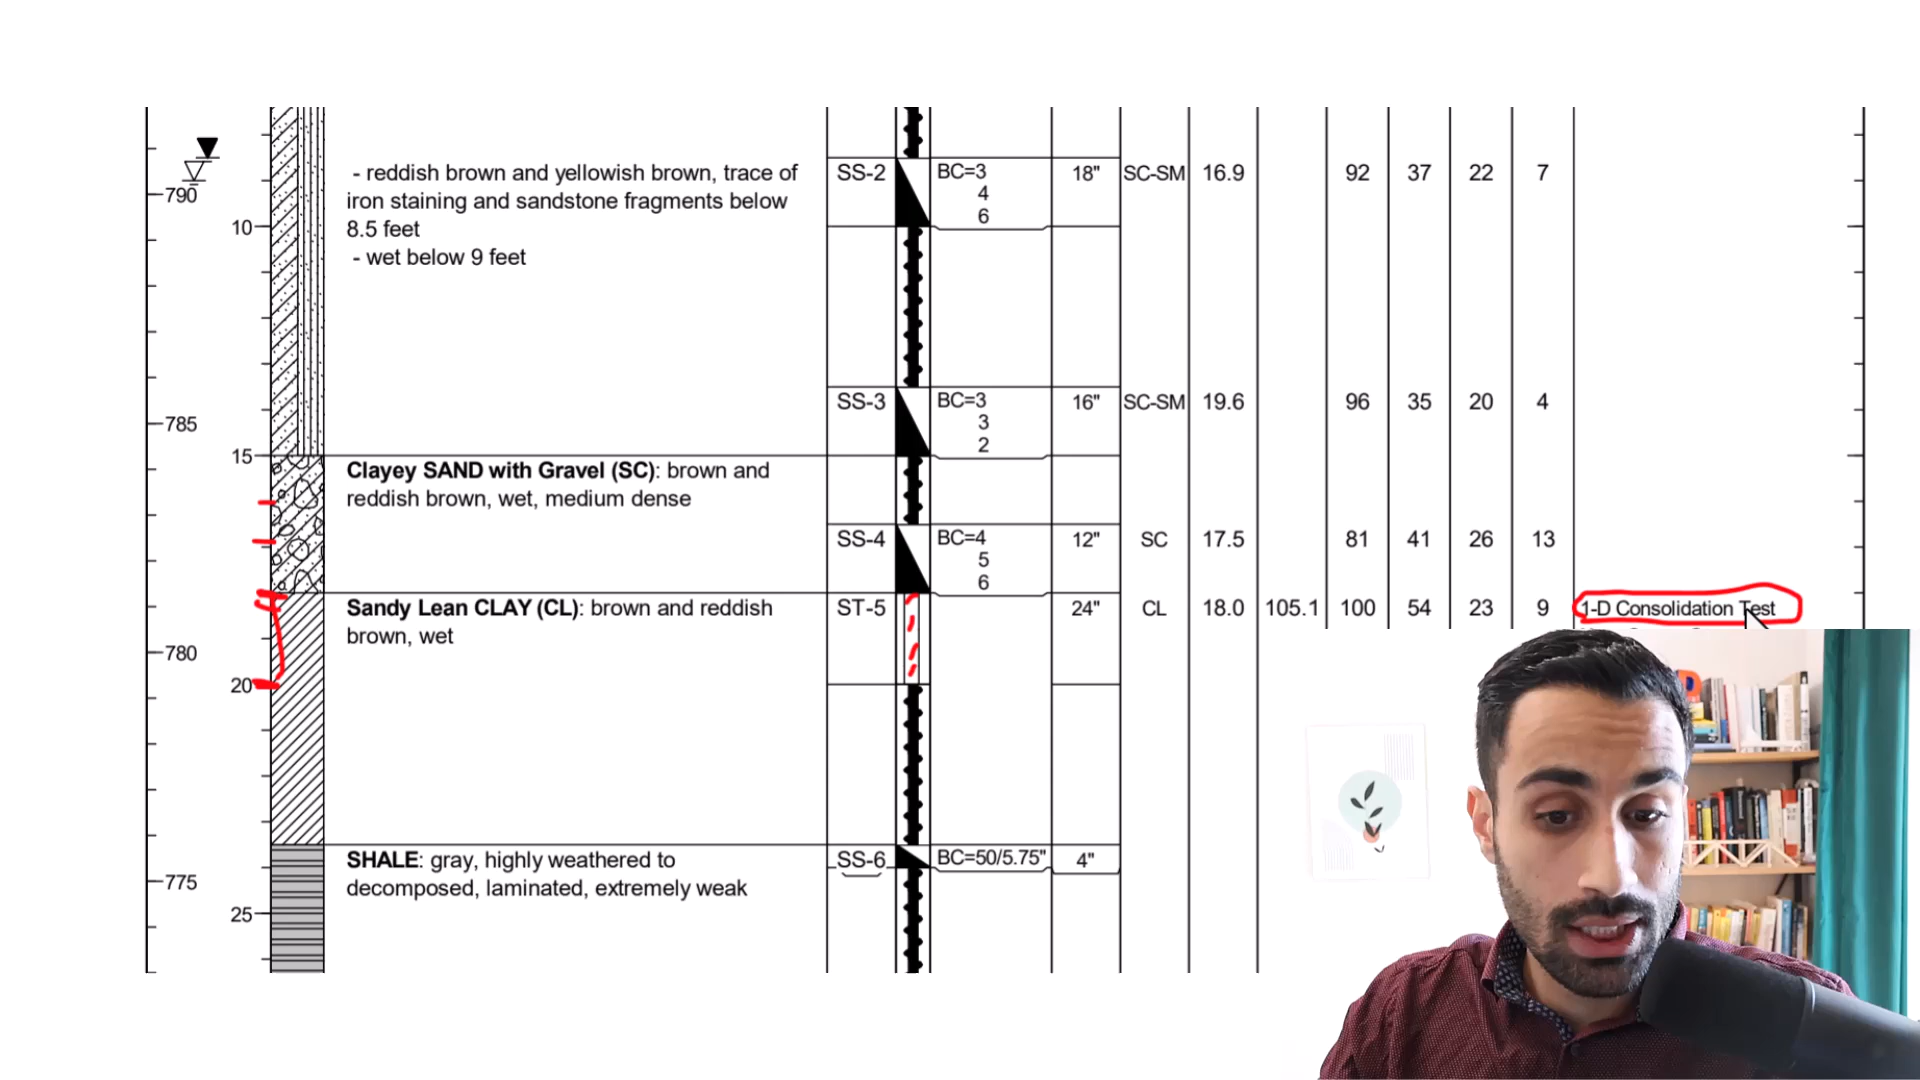 - reddish brown and yellowish brown, trace of
iron staining and sandstone fragments below
8.5 feet
- wet below 9 feet
SS-2 BC=3 18" SC-SM 16.9 92 37 22 7
4
6
790
10
SS-3 BC=3 16" SC-SM 19.6 96 35 20 4
3
2
785
15
Clayey SAND with Gravel (SC): brown and
reddish brown, wet, medium dense
SS-4 BC=4 12" SC 17.5 81 41 26 13
5
6
Sandy Lean CLAY (CL): brown and reddish
brown, wet
ST-5 24" CL 18.0 105.1 100 54 23 9 1-D Consolidation Test
780
20
SHALE: gray, highly weathered to
decomposed, laminated, extremely weak
SS-6 BC=50/5.75" 4"
775
25